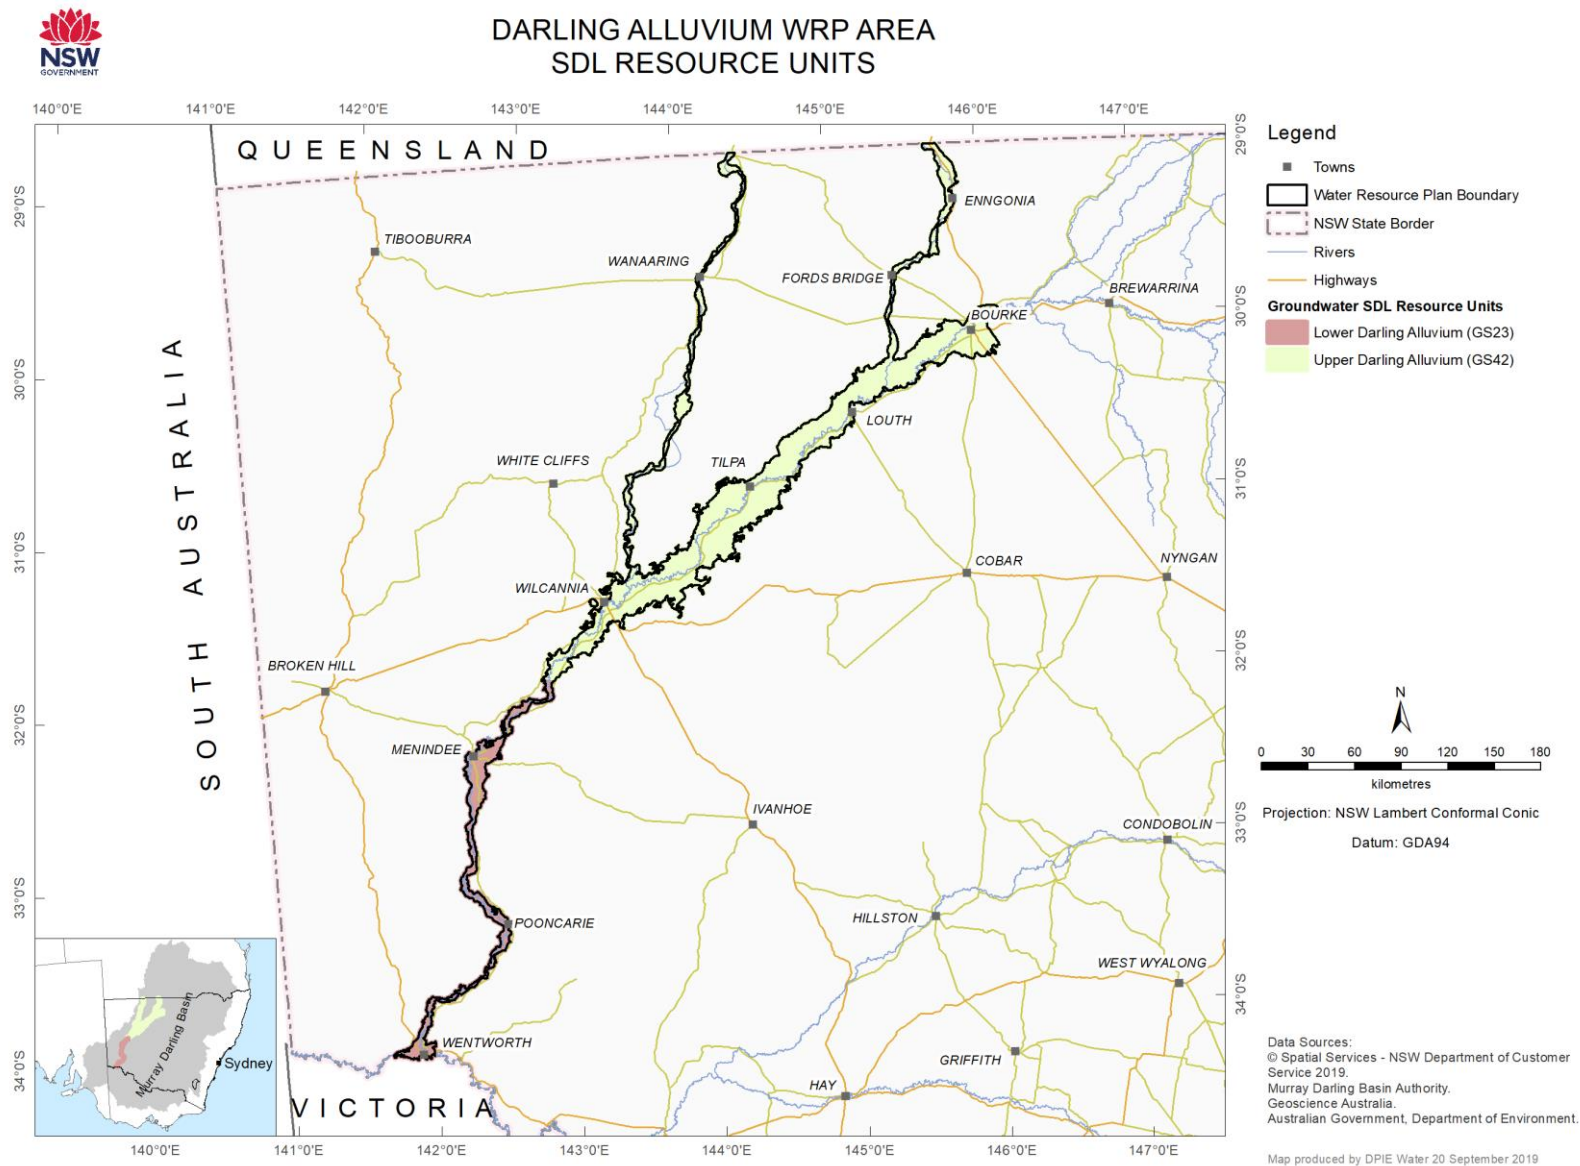 NSW
GOVERNMENT
DARLING ALLUVIUM WRP AREA
SDL RESOURCE UNITS
140°0'E
141°0'E
142°0'E
143°0'E
144°0'E
145°0'E
146°0'E
147°0'E
29°0'S
30°0'S
31°0'S
32°0'S
33°0'S
34°0'S
29°0'S
30°0'S
31°0'S
32°0'S
33°0'S
34°0'S
QUEENSLAND
SOUTH AUSTRALIA
VICTORIA
ENNGONIA
TIBOOBURRA
WANAARING
FORDS BRIDGE
BREWARRINA
BOURKE
LOUTH
WHITE CLIFFS
TILPA
COBAR
NYNGAN
WILCANNIA
BROKEN HILL
MENINDEE
IVANHOE
CONDOBOLIN
POONCARIE
HILLSTON
WEST WYALONG
WENTWORTH
GRIFFITH
HAY
Murray Darling Basin
Sydney
140°0'E
141°0'E
142°0'E
143°0'E
144°0'E
145°0'E
146°0'E
147°0'E
Legend
Towns
Water Resource Plan Boundary
NSW State Border
Rivers
Highways
Groundwater SDL Resource Units
Lower Darling Alluvium (GS23)
Upper Darling Alluvium (GS42)
N
0 30 60 90 120 150 180
kilometres
Projection: NSW Lambert Conformal Conic
Datum: GDA94
Data Sources:
© Spatial Services - NSW Department of Customer
Service 2019.
Murray Darling Basin Authority.
Geoscience Australia.
Australian Government, Department of Environment.
Map produced by DPIE Water 20 September 2019